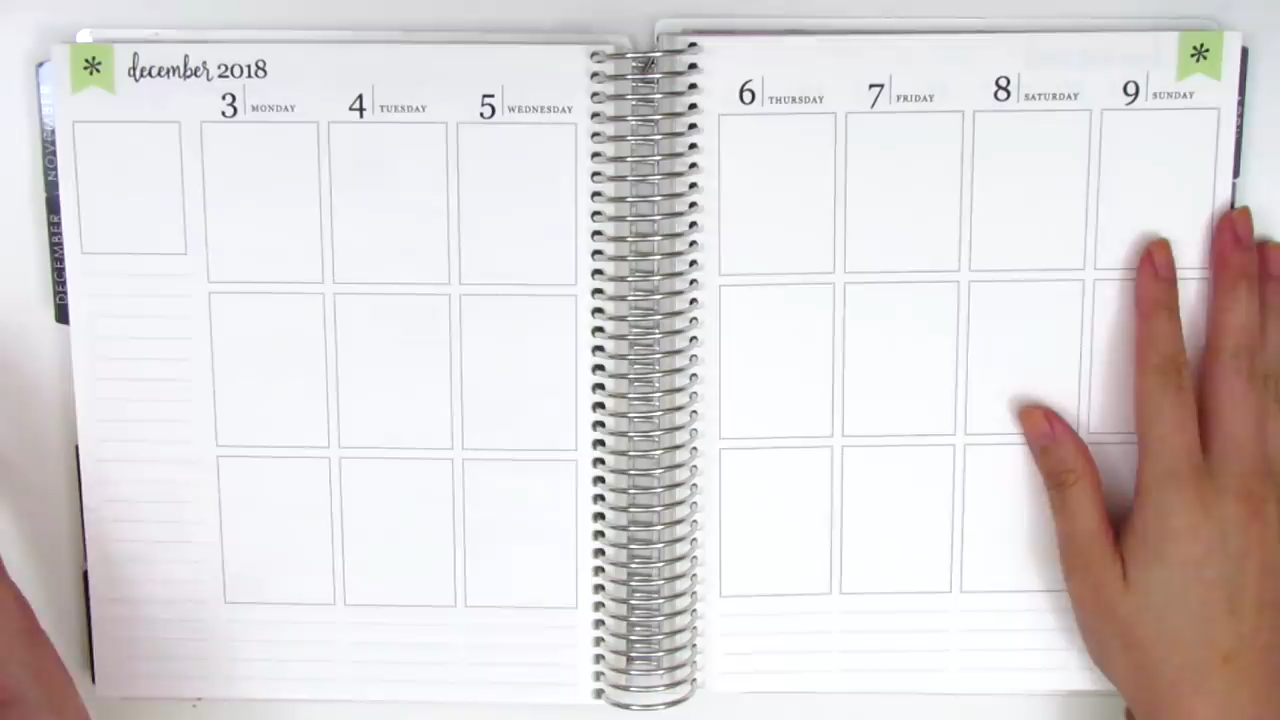 * december 2018 *
3 MONDAY 4 TUESDAY 5 WEDNESDAY 6 THURSDAY 7 FRIDAY 8 SATURDAY 9 SUNDAY
NOVEMBER
DECEMBER